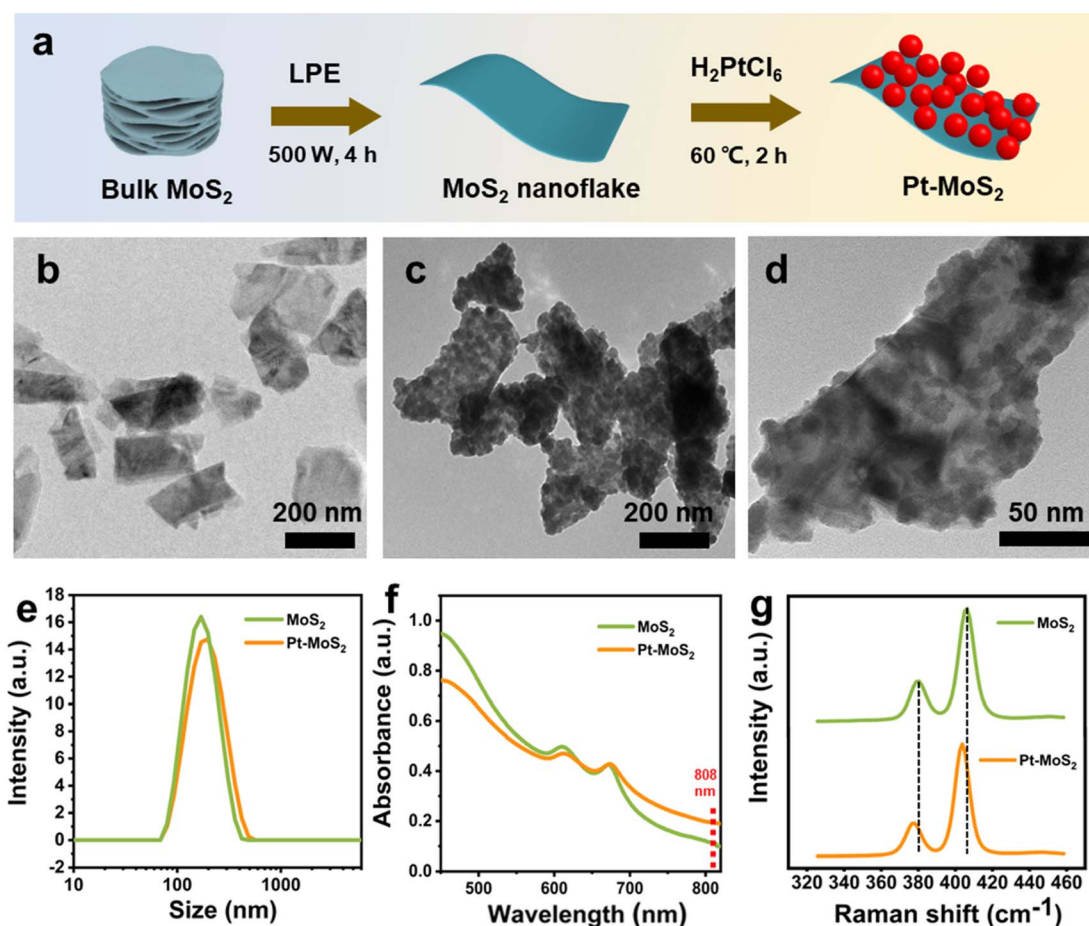 a
LPE
500 W, 4 h
H₂PtCl₆
60 ℃, 2 h
Bulk MoS₂
MoS₂ nanoflake
Pt-MoS₂
b
200 nm
c
200 nm
d
50 nm
e
18
16
14
12
10
8
6
4
2
0
-2
Intensity (a.u.)
MoS₂
Pt-MoS₂
10
100
1000
Size (nm)
f
1.0
0.8
0.6
0.4
0.2
0.0
Absorbance (a.u.)
MoS₂
Pt-MoS₂
808
nm
500
600
700
800
Wavelength (nm)
g
Intensity (a.u.)
MoS₂
Pt-MoS₂
320 340 360 380 400 420 440 460
Raman shift (cm⁻¹)